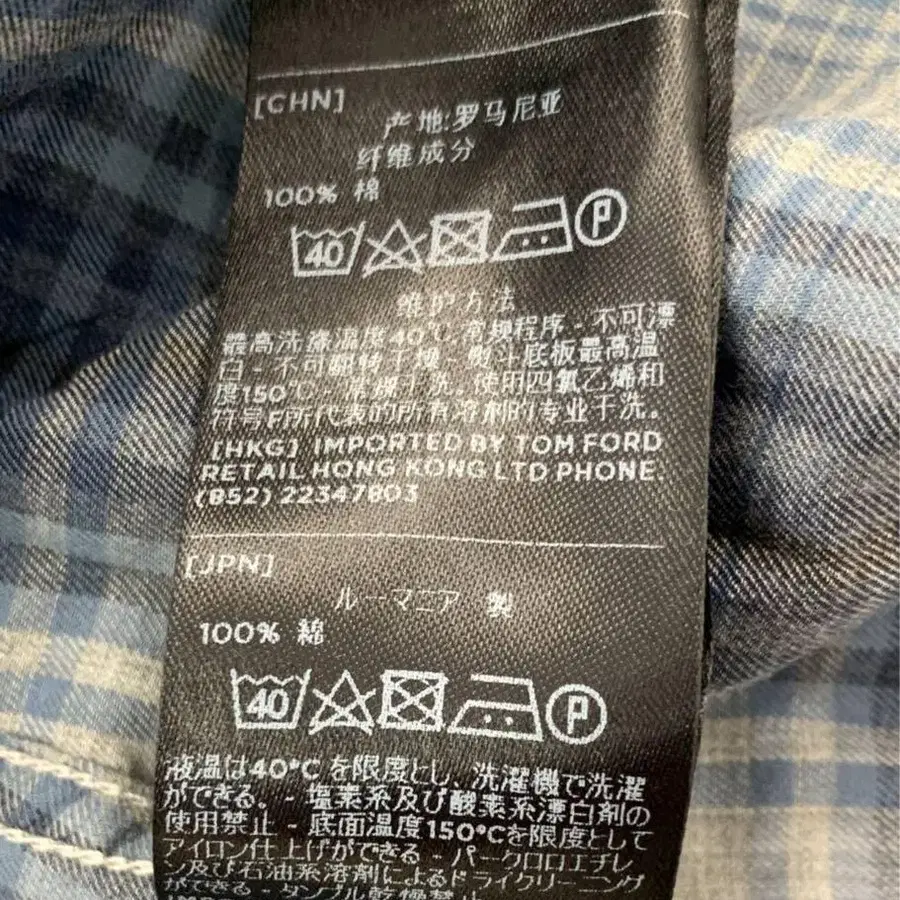 [CHN]
产地:罗马尼亚
纤维成分
100% 棉
40 P
维护方法
最高洗涤温度40℃.常规程序 - 不可漂
白 - 不可翻转干燥 - 熨斗底板最高温
度150℃ - 常规干洗. 使用四氯乙烯和
符号F所代表的所有溶剂的专业干洗。
[HKG] IMPORTED BY TOM FORD
RETAIL HONG KONG LTD PHONE.
(852) 22347803
[JPN]
ルーマニア 製
100% 綿
40 P
液温は40℃を限度とし、洗濯機で洗濯
ができる。- 塩素系及び酸素系漂白剤の
使用禁止 - 底面温度150℃を限度として
アイロン仕上げができる - パークロロエチレ
ン及び石油系溶剤によるドライクリーニング
ができる - タンブル乾燥禁止